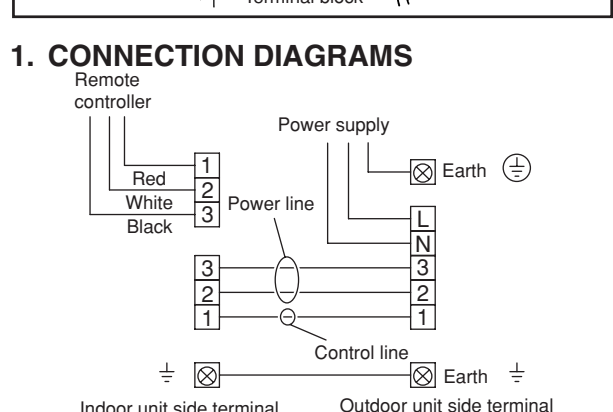 Terminal block
1. CONNECTION DIAGRAMS
Remote
controller
Power supply
1
Red
2
White
3
Black
Earth
Power line
L
N
3
2
1
3
2
1
Control line
Earth
Indoor unit side terminal
Outdoor unit side terminal